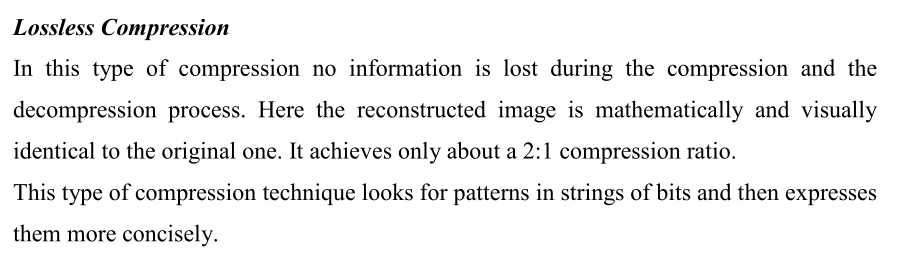 Lossless Compression
In this type of compression no information is lost during the compression and the
decompression process. Here the reconstructed image is mathematically and visually
identical to the original one. It achieves only about a 2:1 compression ratio.
This type of compression technique looks for patterns in strings of bits and then expresses
them more concisely.